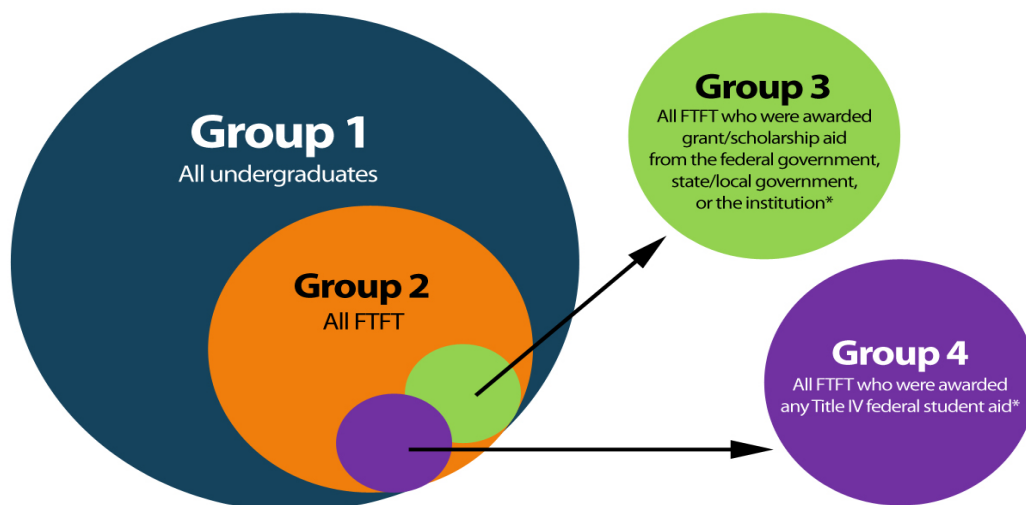 Group 1
All undergraduates
Group 2
All FTFT
Group 3
All FTFT who were awarded
grant/scholarship aid
from the federal government,
state/local government,
or the institution*
Group 4
All FTFT who were awarded
any Title IV federal student aid*